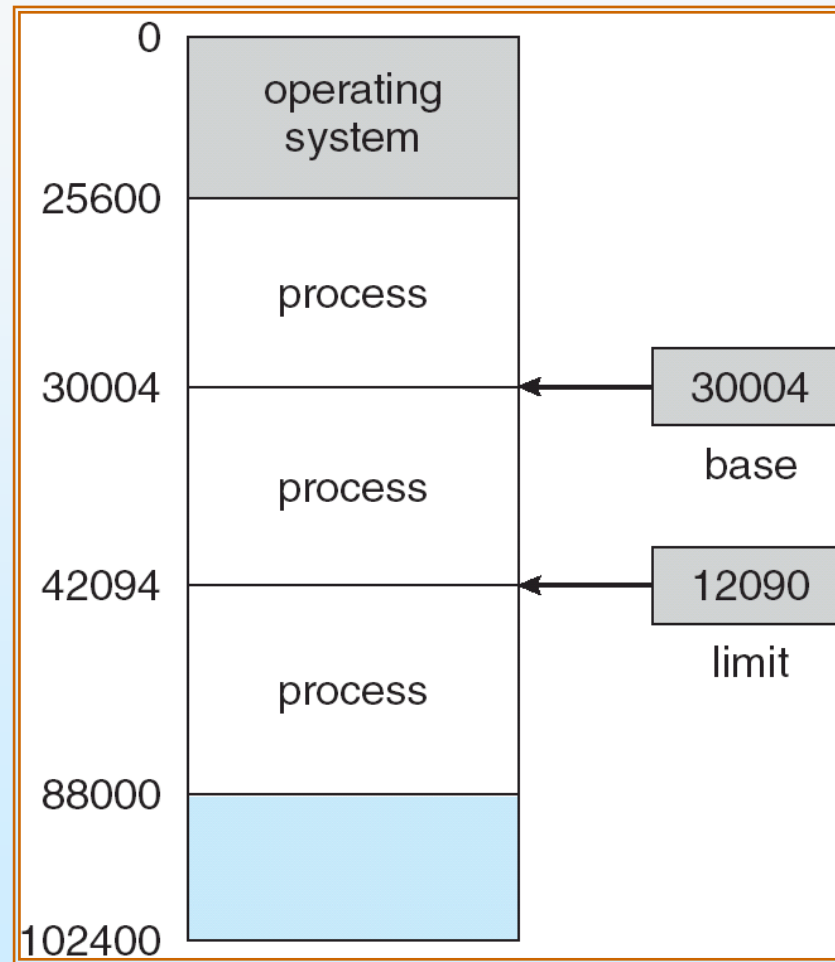 0
operating
system
25600
process
30004
30004
base
process
42094
12090
limit
process
88000
102400